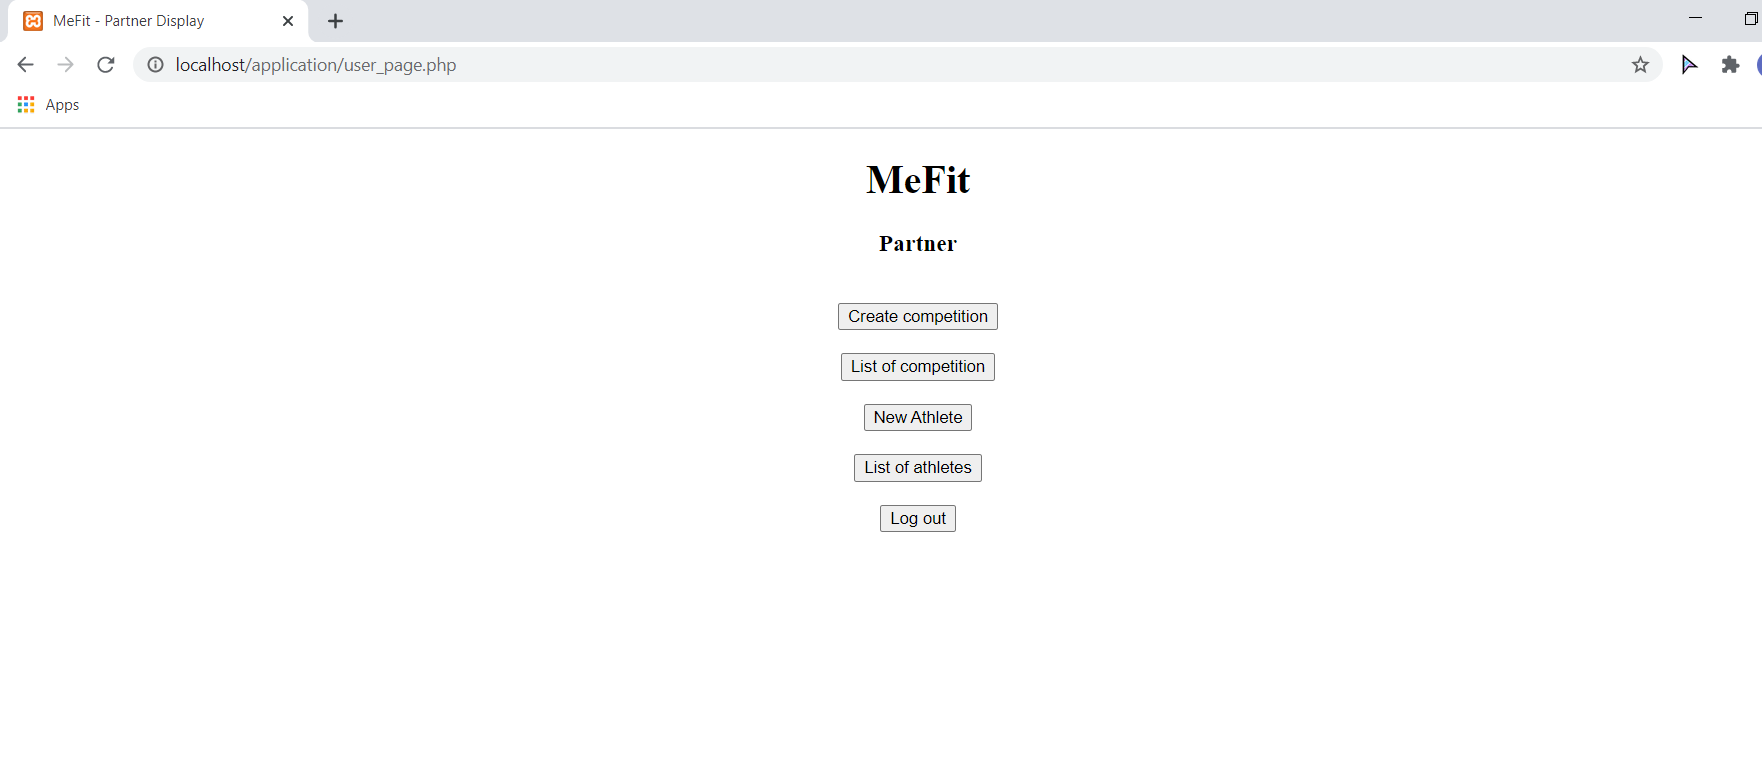 MeFit - Partner Display
localhost/application/user_page.php
Apps
MeFit
Partner
Create competition
List of competition
New Athlete
List of athletes
Log out